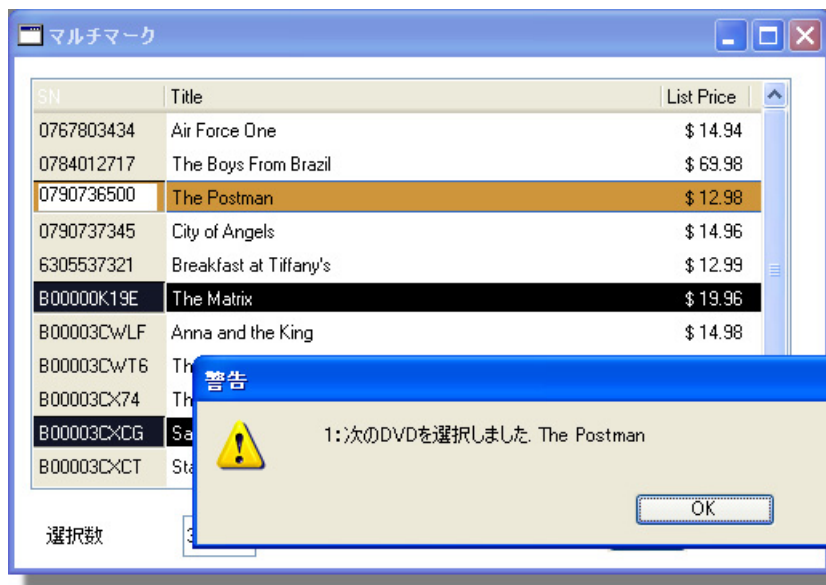 マルチマーク
SN Title List Price
0767803434 Air Force One $ 14.94
0784012717 The Boys From Brazil $ 69.98
0790736500 The Postman $ 12.98
0790737345 City of Angels $ 14.96
6305537321 Breakfast at Tiffany's $ 12.99
B00000K19E The Matrix $ 19.96
B00003CWLF Anna and the King $ 14.98
B00003CWT6 Th
B00003CX74 Th
B00003CXCG Sa
B00003CXCT Sta
警告
1:次のDVDを選択しました. The Postman
OK
選択数